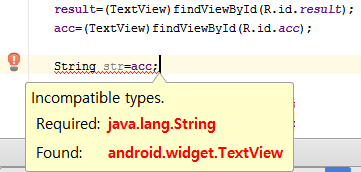 result=(TextView)findViewById(R.id.result);
acc=(TextView)findViewById(R.id.acc);
String str=acc;
Incompatible types.
Required: java.lang.String
Found: android.widget.TextView